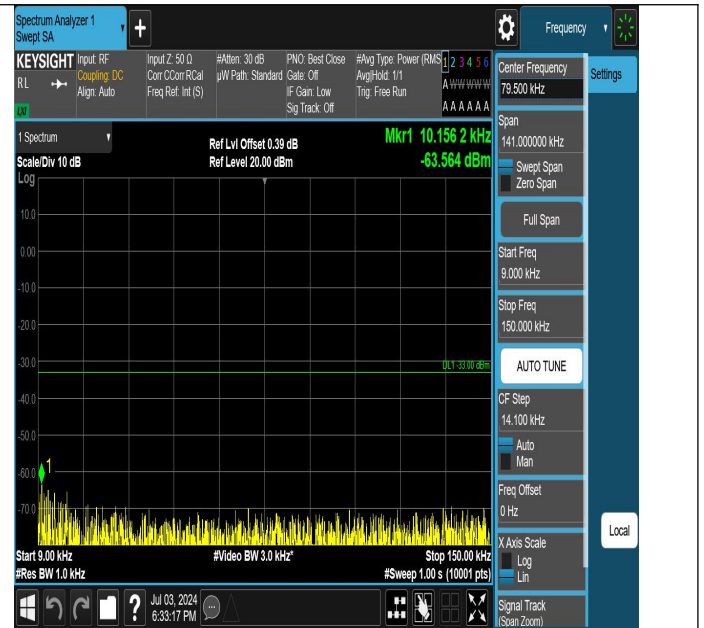 Spectrum Analyzer 1
Swept SA
+
Frequency
KEYSIGHT
RL
LXI
Input: RF
Coupling: DC
Align: Auto
Input Z: 50 Ω
Corr CCorr RCal
Freq Ref: Int (S)
#Atten: 30 dB
µW Path: Standard
PNO: Best Close
Gate: Off
IF Gain: Low
Sig Track: Off
#Avg Type: Power (RMS
Avg|Hold: 1/1
Trig: Free Run
1 2 3 4 5 6
A W W W W W
A A A A A A
1 Spectrum
Scale/Div 10 dB
Log
Ref Lvl Offset 0.39 dB
Ref Level 20.00 dBm
Mkr1 10.156 2 kHz
-63.564 dBm
10.0
0.00
-10.0
-20.0
-30.0
-40.0
-50.0
-60.0
-70.0
DL1 -33.00 dBm
1
Start 9.00 kHz
#Res BW 1.0 kHz
#Video BW 3.0 kHz*
Stop 150.00 kHz
#Sweep 1.00 s (10001 pts)
?
Jul 03, 2024
6:33:17 PM
Center Frequency
79.500 kHz
Settings
Span
141.000000 kHz
Swept Span
Zero Span
Full Span
Start Freq
9.000 kHz
Stop Freq
150.000 kHz
AUTO TUNE
CF Step
14.100 kHz
Auto
Man
Freq Offset
0 Hz
X Axis Scale
Log
Lin
Local
Signal Track
(Span Zoom)